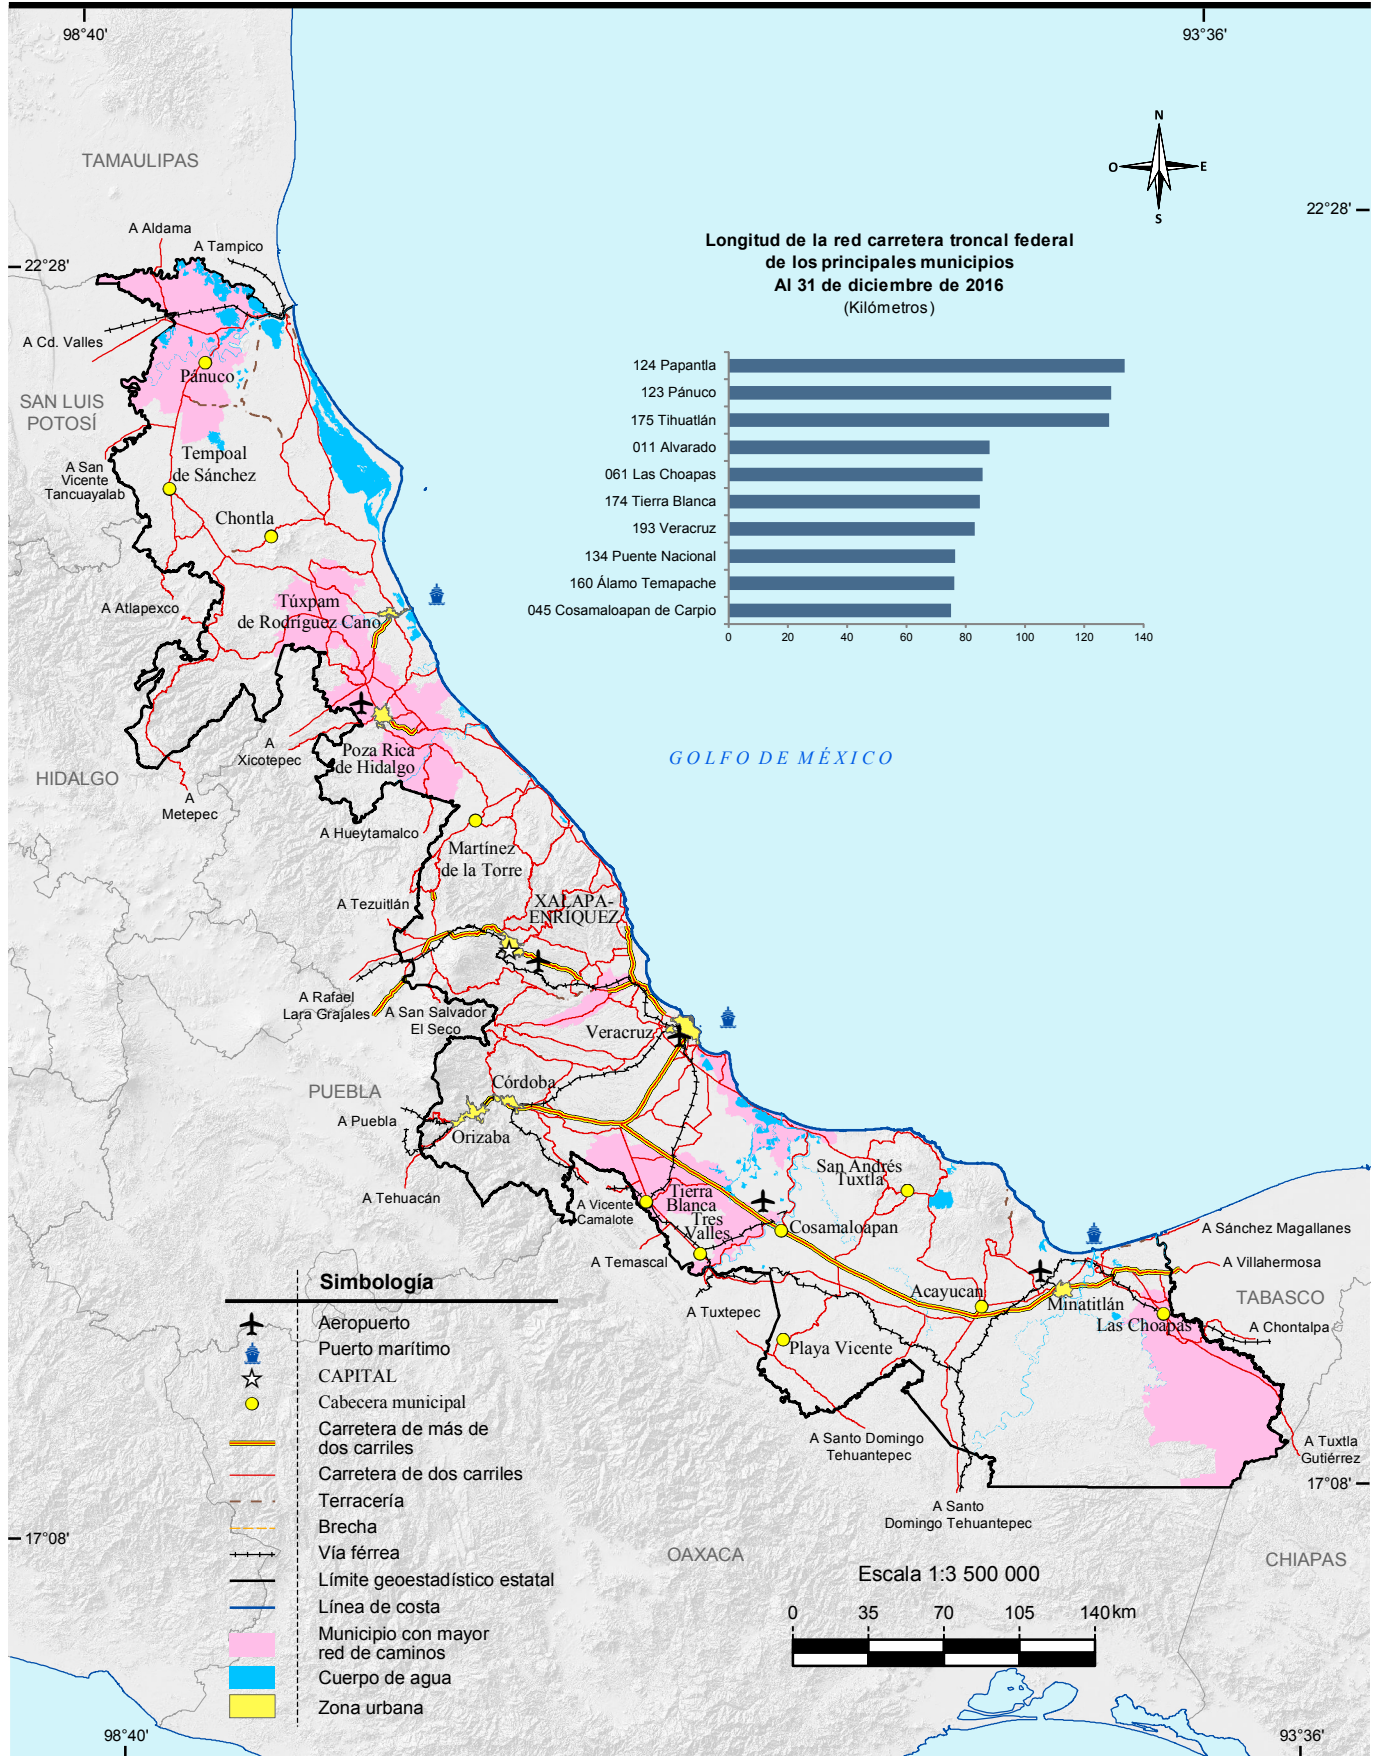 98°40'
93°36'
N
O
E
S
TAMAULIPAS
22°28'
A Aldama
A Tampico
22°28'
Longitud de la red carretera troncal federal
de los principales municipios
Al 31 de diciembre de 2016
(Kilómetros)
124 Papantla
123 Pánuco
175 Tihuatlán
011 Alvarado
061 Las Choapas
174 Tierra Blanca
193 Veracruz
134 Puente Nacional
160 Álamo Temapache
045 Cosamaloapan de Carpio
0
20
40
60
80
100
120
140
A Cd. Valles
Pánuco
SAN LUIS
POTOSÍ
A San
Vicente
Tancuayalab
Tempoal
de Sánchez
Chontla
A Atlapexco
Túxpam
de Rodríguez Cano
HIDALGO
A
Xicotepec
A
Metepec
Poza Rica
de Hidalgo
GOLFO DE MÉXICO
A Hueytamalco
Martínez
de la Torre
A Tezuitlán
XALAPA-
ENRÍQUEZ
A Rafael
Lara Grajales
A San Salvador
El Seco
Veracruz
PUEBLA
Córdoba
A Puebla
Orizaba
A Tehuacán
San Andrés
Tuxtla
A Vicente
Camalote
Tierra
Blanca
Tres
Valles
Cosamaloapan
A Temascal
A Sánchez Magallanes
A Villahermosa
TABASCO
Acayucan
Minatitlán
Las Choapas
A Chontalpa
A Tuxtepec
Playa Vicente
A Santo Domingo
Tehuantepec
A Tuxtla
Gutiérrez
17°08'
A Santo
Domingo Tehuantepec
OAXACA
CHIAPAS
17°08'
Simbología
Aeropuerto
Puerto marítimo
CAPITAL
Cabecera municipal
Carretera de más de
dos carriles
Carretera de dos carriles
Terracería
Brecha
Vía férrea
Límite geoestadístico estatal
Línea de costa
Municipio con mayor
red de caminos
Cuerpo de agua
Zona urbana
Escala 1:3 500 000
0
35
70
105
140 km
98°40'
93°36'